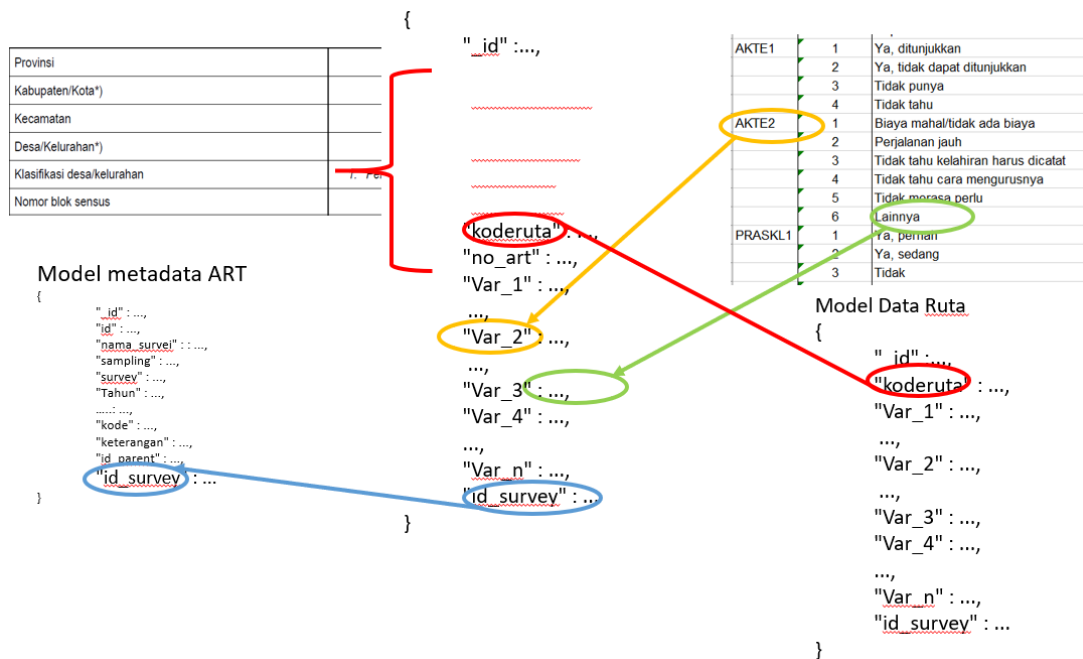 Provinsi
Kabupaten/Kota*)
Kecamatan
Desa/Kelurahan*)
Klasifikasi desa/kelurahan
Nomor blok sensus
Model metadata ART
{
"_id" : ...,
"id" : ...,
"nama_survei" : : ...,
"sampling" : ...,
"survey" : ...,
"Tahun" : ...,
......: ...,
"kode" : ...,
"keterangan" : ...,
"id_parent" : ...,
"id_survey" : ...
}
{
"_id" :...,
"koderuta" : ...,
"no_art" : ...,
"Var_1" : ...,
...,
"Var_2" : ...,
...,
"Var_3" : ...,
"Var_4" : ...,
...,
"Var_n" : ...,
"id_survey" : ...
}
AKTE1 1 Ya, ditunjukkan
2 Ya, tidak dapat ditunjukkan
3 Tidak punya
4 Tidak tahu
AKTE2 1 Biaya mahal/tidak ada biaya
2 Perjalanan jauh
3 Tidak tahu kelahiran harus dicatat
4 Tidak tahu cara mengurusnya
5 Tidak merasa perlu
6 Lainnya
PRASKL1 1 Ya, pernah
2 Ya, sedang
3 Tidak
Model Data Ruta
{
"_id" :...,
"koderuta" : ...,
"Var_1" : ...,
...,
"Var_2" : ...,
...,
"Var_3" : ...,
"Var_4" : ...,
...,
"Var_n" : ...,
"id_survey" : ...
}